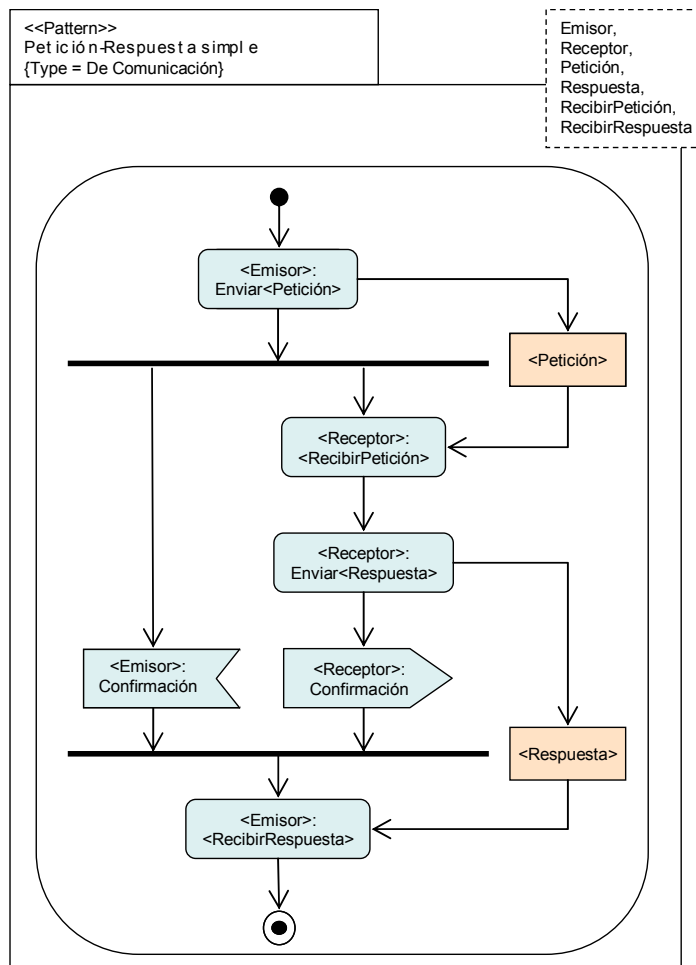 <<Pattern>>
Petición-Respuesta simple
{Type = De Comunicación}
Emisor,
Receptor,
Petición,
Respuesta,
RecibirPetición,
RecibirRespuesta
<Emisor>:
Enviar<Petición>
<Petición>
<Receptor>:
<RecibirPetición>
<Receptor>:
Enviar<Respuesta>
<Emisor>:
Confirmación
<Receptor>:
Confirmación
<Respuesta>
<Emisor>:
<RecibirRespuesta>